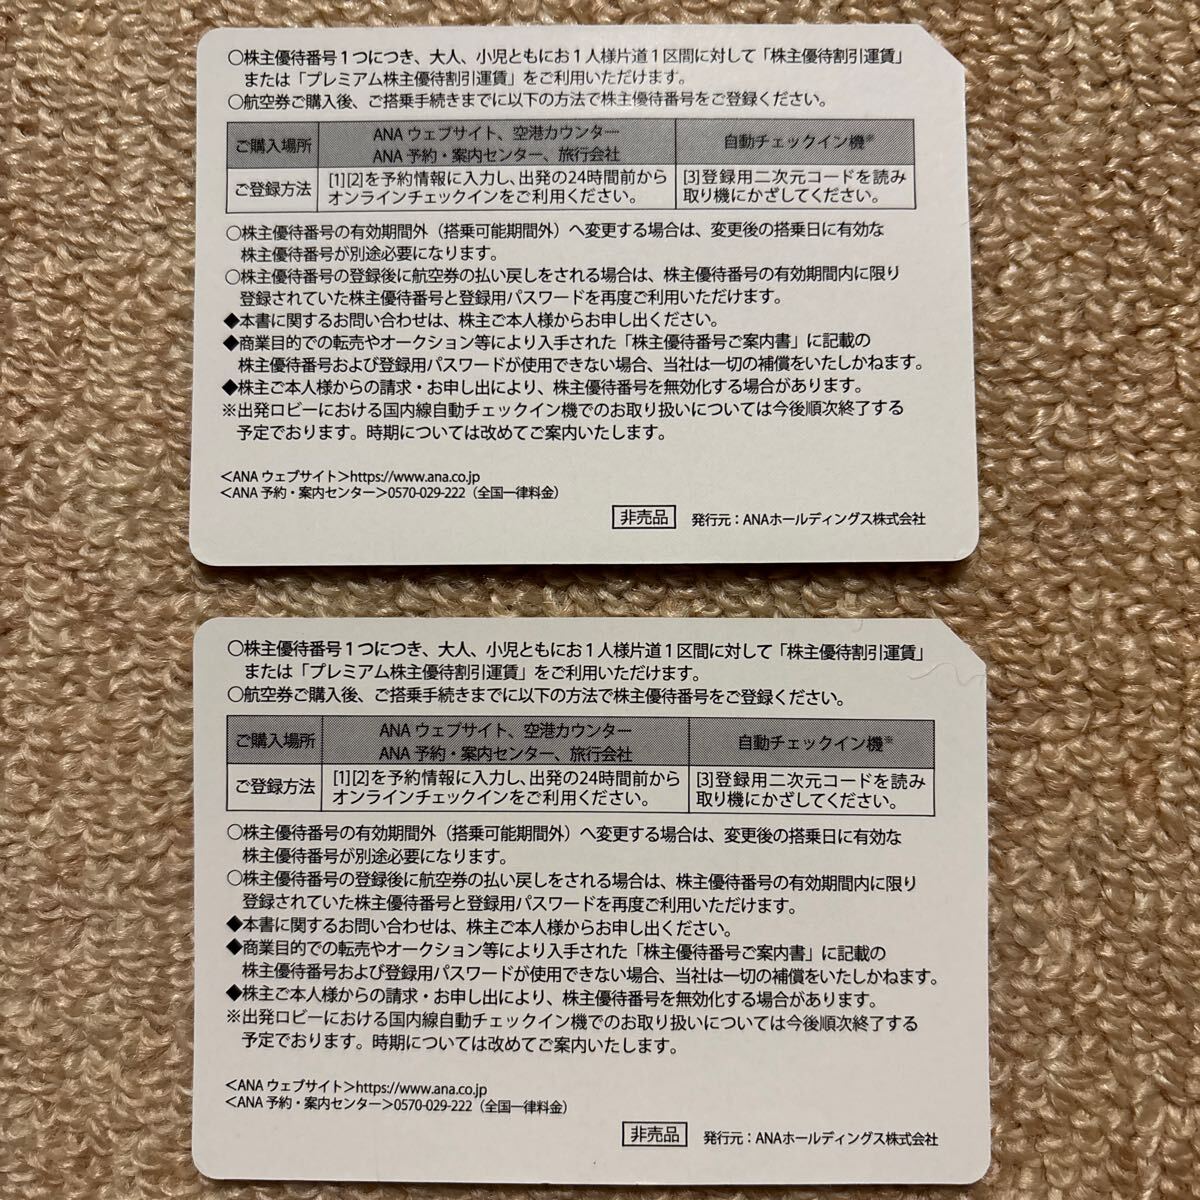 ○株主優待番号1つにつき、大人、小児ともにお1人様片道1区間に対して「株主優待割引運賃」
または「プレミアム株主優待割引運賃」をご利用いただけます。
○航空券ご購入後、ご搭乗手続きまでに以下の方法で株主優待番号をご登録ください。
ご購入場所
ANA ウェブサイト、空港カウンター
ANA 予約・案内センター、旅行会社
自動チェックイン機※
ご登録方法
[1][2]を予約情報に入力し、出発の24時間前から
オンラインチェックインをご利用ください。
[3]登録用二次元コードを読み
取り機にかざしてください。
○株主優待番号の有効期間外（搭乗可能期間外）へ変更する場合は、変更後の搭乗日に有効な
株主優待番号が別途必要になります。
○株主優待番号の登録後に航空券の払い戻しをされる場合は、株主優待番号の有効期間内に限り
登録されていた株主優待番号と登録用パスワードを再度ご利用いただけます。
◆本書に関するお問い合わせは、株主ご本人様からお申し出ください。
◆商業目的での転売やオークション等により入手された「株主優待番号ご案内書」に記載の
株主優待番号および登録用パスワードが使用できない場合、当社は一切の補償をいたしかねます。
◆株主ご本人様からの請求・お申し出により、株主優待番号を無効化する場合があります。
※出発ロビーにおける国内線自動チェックイン機でのお取り扱いについては今後順次終了する
予定でおります。時期については改めてご案内いたします。
<ANA ウェブサイト>https://www.ana.co.jp
<ANA 予約・案内センター>0570-029-222（全国一律料金）
非売品 発行元：ANAホールディングス株式会社
○株主優待番号1つにつき、大人、小児ともにお1人様片道1区間に対して「株主優待割引運賃」
または「プレミアム株主優待割引運賃」をご利用いただけます。
○航空券ご購入後、ご搭乗手続きまでに以下の方法で株主優待番号をご登録ください。
ご購入場所
ANA ウェブサイト、空港カウンター
ANA 予約・案内センター、旅行会社
自動チェックイン機※
ご登録方法
[1][2]を予約情報に入力し、出発の24時間前から
オンラインチェックインをご利用ください。
[3]登録用二次元コードを読み
取り機にかざしてください。
○株主優待番号の有効期間外（搭乗可能期間外）へ変更する場合は、変更後の搭乗日に有効な
株主優待番号が別途必要になります。
○株主優待番号の登録後に航空券の払い戻しをされる場合は、株主優待番号の有効期間内に限り
登録されていた株主優待番号と登録用パスワードを再度ご利用いただけます。
◆本書に関するお問い合わせは、株主ご本人様からお申し出ください。
◆商業目的での転売やオークション等により入手された「株主優待番号ご案内書」に記載の
株主優待番号および登録用パスワードが使用できない場合、当社は一切の補償をいたしかねます。
◆株主ご本人様からの請求・お申し出により、株主優待番号を無効化する場合があります。
※出発ロビーにおける国内線自動チェックイン機でのお取り扱いについては今後順次終了する
予定でおります。時期については改めてご案内いたします。
<ANA ウェブサイト>https://www.ana.co.jp
<ANA 予約・案内センター>0570-029-222（全国一律料金）
非売品 発行元：ANAホールディングス株式会社